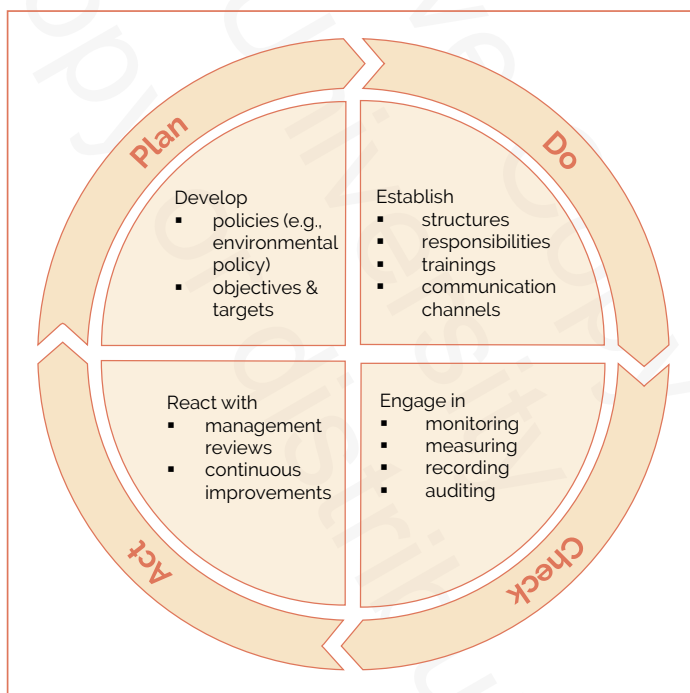 Plan
Do
Develop
▪ policies (e.g.,
environmental
policy)
▪ objectives &
targets
Establish
▪ structures
▪ responsibilities
▪ trainings
▪ communication
channels
React with
▪ management
reviews
▪ continuous
improvements
Engage in
▪ monitoring
▪ measuring
▪ recording
▪ auditing
Act
Check